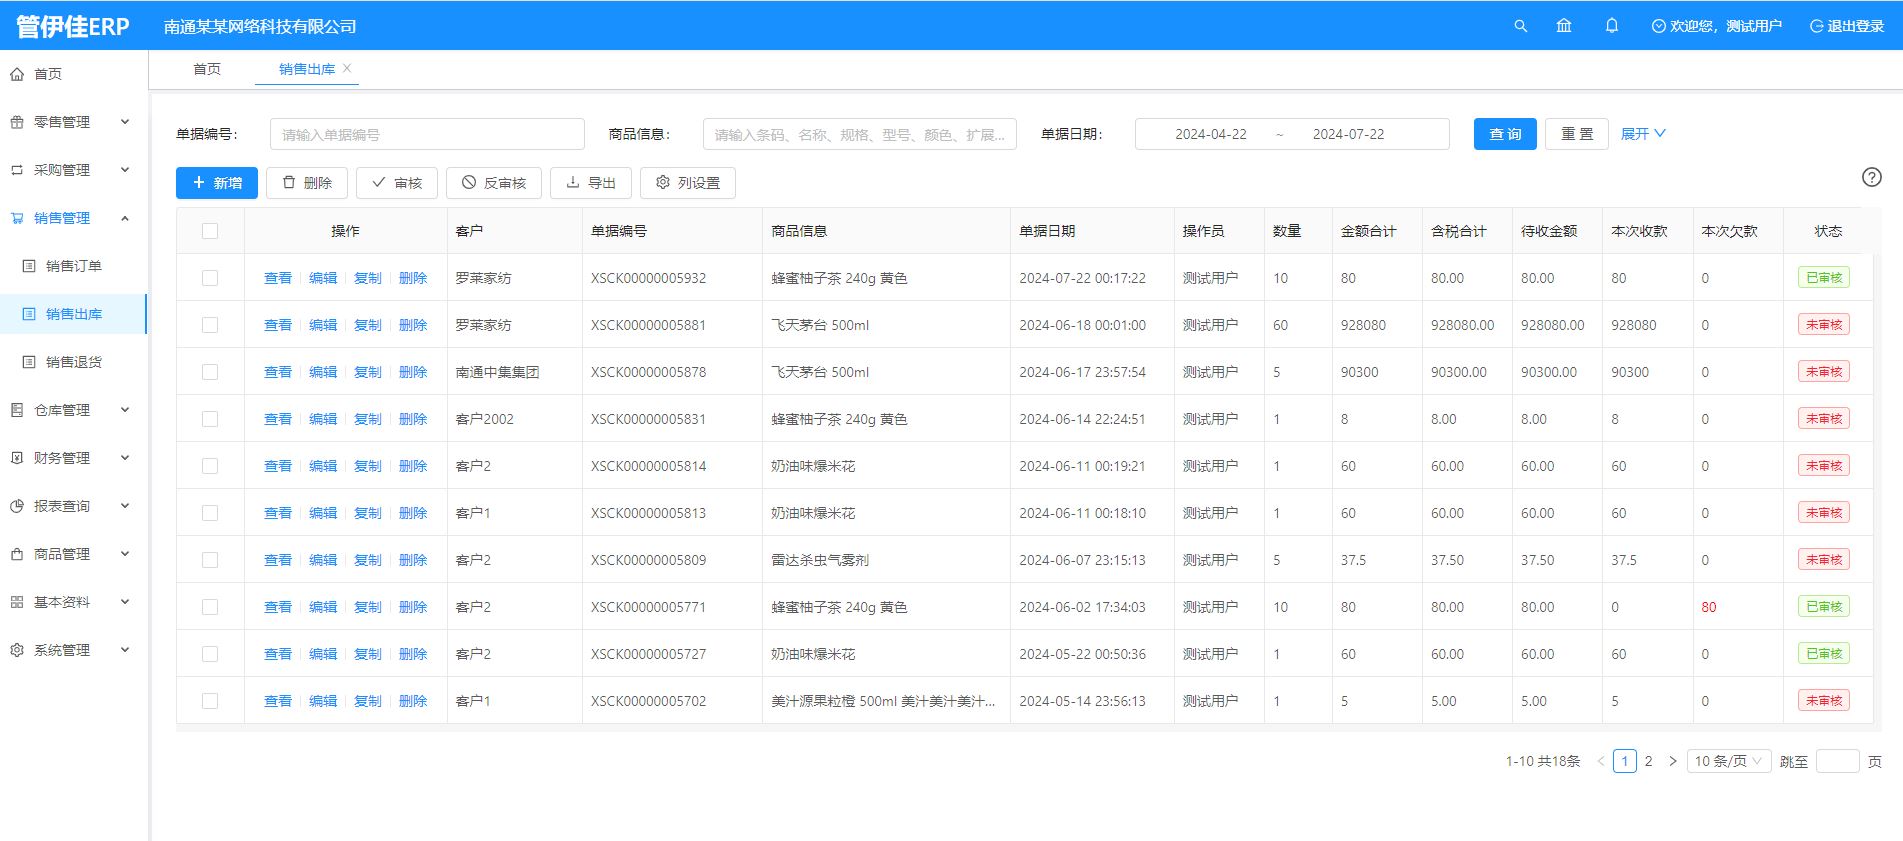 管伊佳ERP
南通某某网络科技有限公司
欢迎您，测试用户
退出登录
首页
零售管理
采购管理
销售管理
销售订单
销售出库
销售退货
仓库管理
财务管理
报表查询
商品管理
基本资料
系统管理
首页 销售出库
单据编号： 请输入单据编号 商品信息： 请输入条码、名称、规格、型号、颜色、扩展... 单据日期： 2024-04-22 ~ 2024-07-22 查 询 重 置 展开
新增 删除 审核 反审核 导出 列设置
操作 客户 单据编号 商品信息 单据日期 操作员 数量 金额合计 含税合计 待收金额 本次收款 本次欠款 状态
查看 编辑 复制 删除 罗莱家纺 XSCK00000005932 蜂蜜柚子茶 240g 黄色 2024-07-22 00:17:22 测试用户 10 80 80.00 80.00 80 0 已审核
查看 编辑 复制 删除 罗莱家纺 XSCK00000005881 飞天茅台 500ml 2024-06-18 00:01:00 测试用户 60 928080 928080.00 928080.00 928080 0 未审核
查看 编辑 复制 删除 南通中集集团 XSCK00000005878 飞天茅台 500ml 2024-06-17 23:57:54 测试用户 5 90300 90300.00 90300.00 90300 0 未审核
查看 编辑 复制 删除 客户2002 XSCK00000005831 蜂蜜柚子茶 240g 黄色 2024-06-14 22:24:51 测试用户 1 8 8.00 8.00 8 0 未审核
查看 编辑 复制 删除 客户2 XSCK00000005814 奶油味爆米花 2024-06-11 00:19:21 测试用户 1 60 60.00 60.00 60 0 未审核
查看 编辑 复制 删除 客户1 XSCK00000005813 奶油味爆米花 2024-06-11 00:18:10 测试用户 1 60 60.00 60.00 60 0 未审核
查看 编辑 复制 删除 客户2 XSCK00000005809 雷达杀虫气雾剂 2024-06-07 23:15:13 测试用户 5 37.5 37.50 37.50 37.5 0 未审核
查看 编辑 复制 删除 客户2 XSCK00000005771 蜂蜜柚子茶 240g 黄色 2024-06-02 17:34:03 测试用户 10 80 80.00 80.00 0 80 已审核
查看 编辑 复制 删除 客户2 XSCK00000005727 奶油味爆米花 2024-05-22 00:50:36 测试用户 1 60 60.00 60.00 60 0 已审核
查看 编辑 复制 删除 客户1 XSCK00000005702 美汁源果粒橙 500ml 美汁美汁美汁... 2024-05-14 23:56:13 测试用户 1 5 5.00 5.00 5 0 未审核
1-10 共18条 < 1 2 > 10 条/页 跳至 页